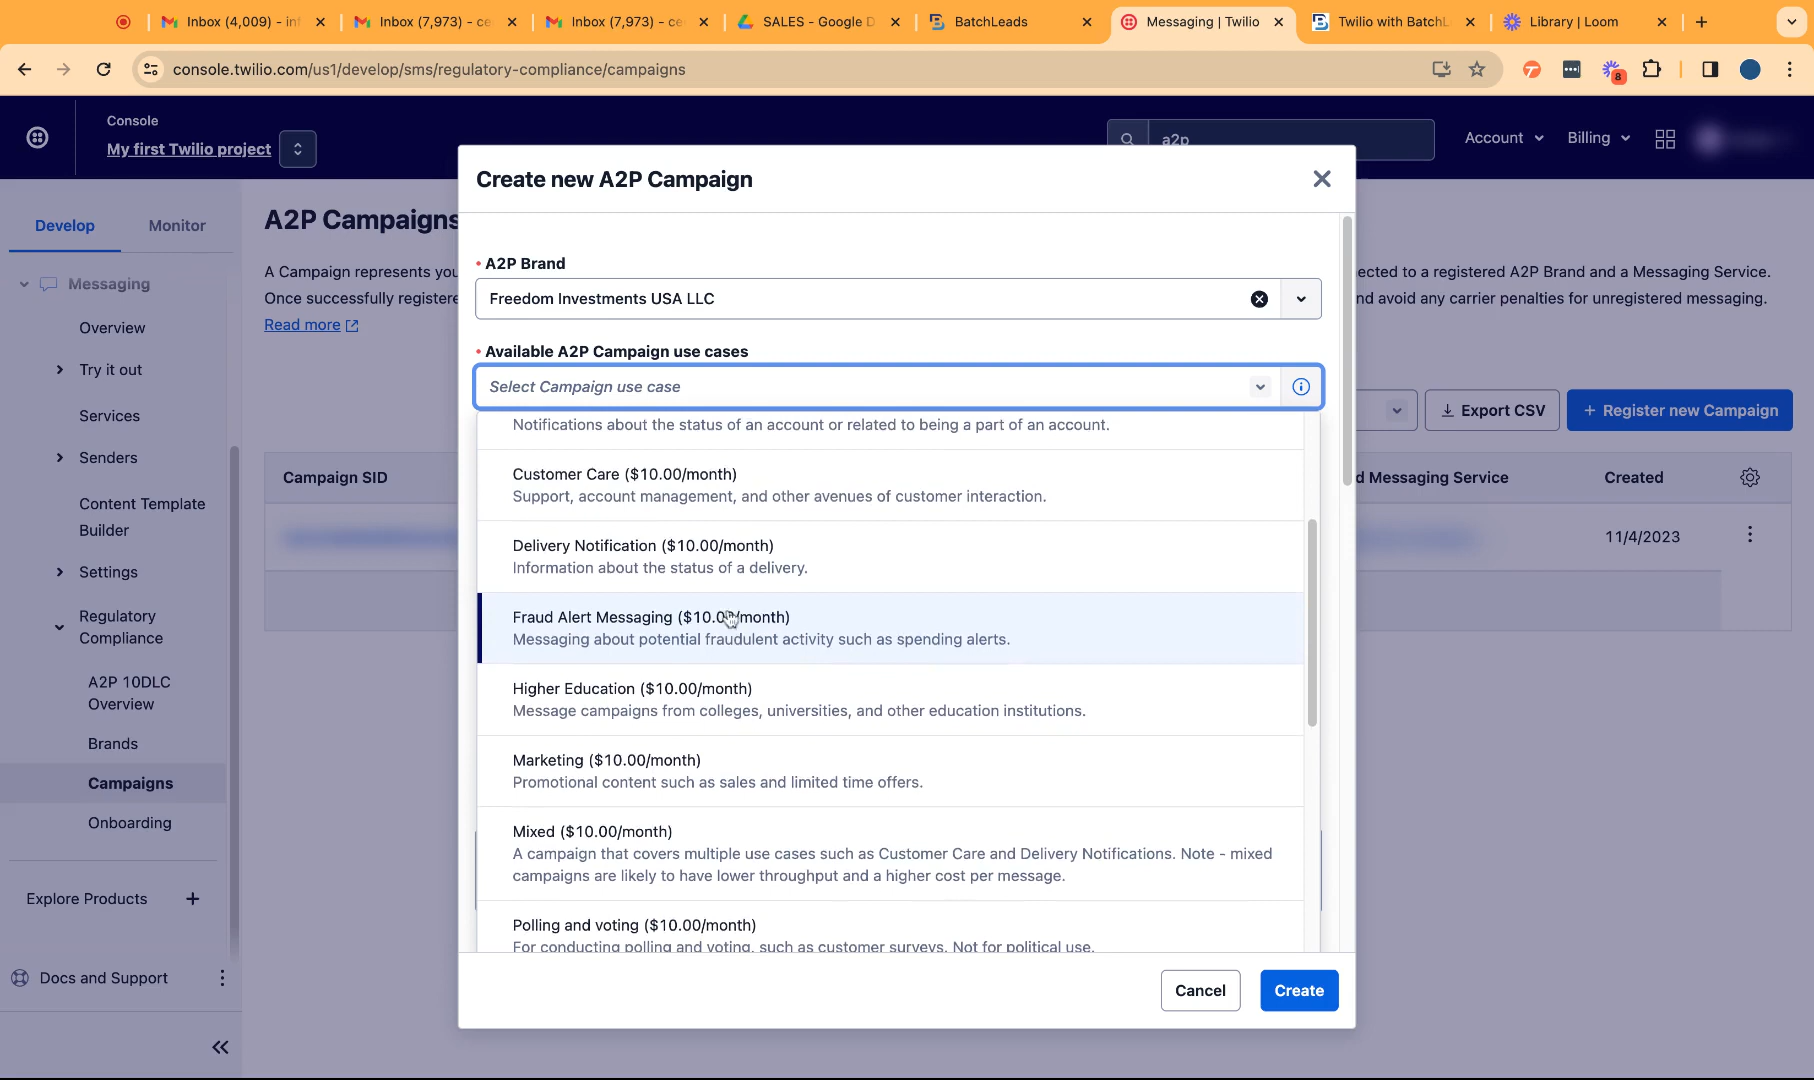 Inbox (4,009) - inf
Inbox (7,973) - ce
Inbox (7,973) - ce
SALES - Google D
BatchLeads
Messaging | Twilio
Twilio with BatchL
Library | Loom
console.twilio.com/us1/develop/sms/regulatory-compliance/campaigns
8
Console
My first Twilio project
a2p
Account
Billing
Develop
Monitor
Messaging
Overview
Try it out
Services
Senders
Content Template
Builder
Settings
Regulatory
Compliance
A2P 10DLC
Overview
Brands
Campaigns
Onboarding
Explore Products +
Docs and Support
A2P Campaigns
A Campaign represents you
ected to a registered A2P Brand and a Messaging Service.
Once successfully registere
nd avoid any carrier penalties for unregistered messaging.
Read more
Export CSV
+ Register new Campaign
Campaign SID
d Messaging Service
Created
11/4/2023
Create new A2P Campaign
• A2P Brand
Freedom Investments USA LLC
• Available A2P Campaign use cases
Select Campaign use case
Notifications about the status of an account or related to being a part of an account.
Customer Care ($10.00/month)
Support, account management, and other avenues of customer interaction.
Delivery Notification ($10.00/month)
Information about the status of a delivery.
Fraud Alert Messaging ($10.00/month)
Messaging about potential fraudulent activity such as spending alerts.
Higher Education ($10.00/month)
Message campaigns from colleges, universities, and other education institutions.
Marketing ($10.00/month)
Promotional content such as sales and limited time offers.
Mixed ($10.00/month)
A campaign that covers multiple use cases such as Customer Care and Delivery Notifications. Note - mixed
campaigns are likely to have lower throughput and a higher cost per message.
Polling and voting ($10.00/month)
For conducting polling and voting, such as customer surveys. Not for political use.
Cancel
Create